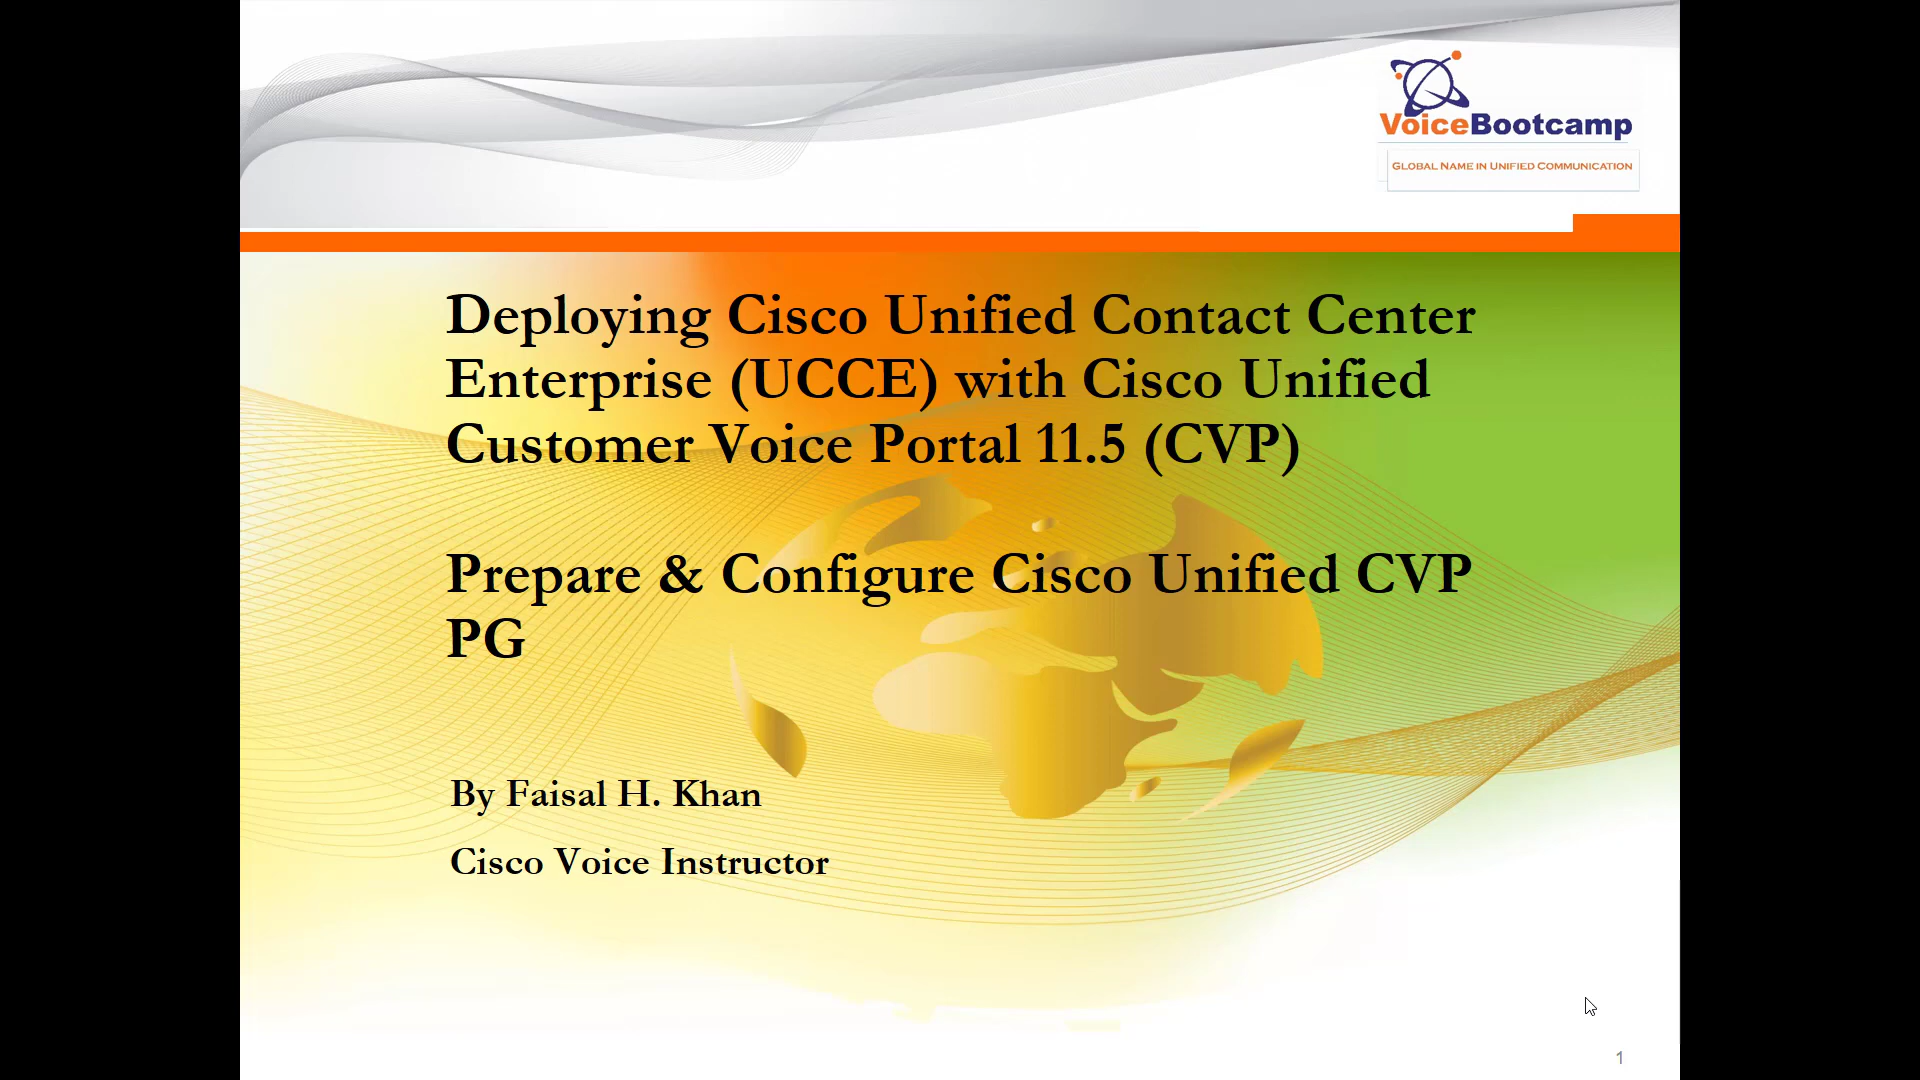 VoiceBootcamp
Global Name in Unified Communication
Deploying Cisco Unified Contact Center
Enterprise (UCCE) with Cisco Unified
Customer Voice Portal 11.5 (CVP)
Prepare & Configure Cisco Unified CVP
PG
By Faisal H. Khan
Cisco Voice Instructor
1